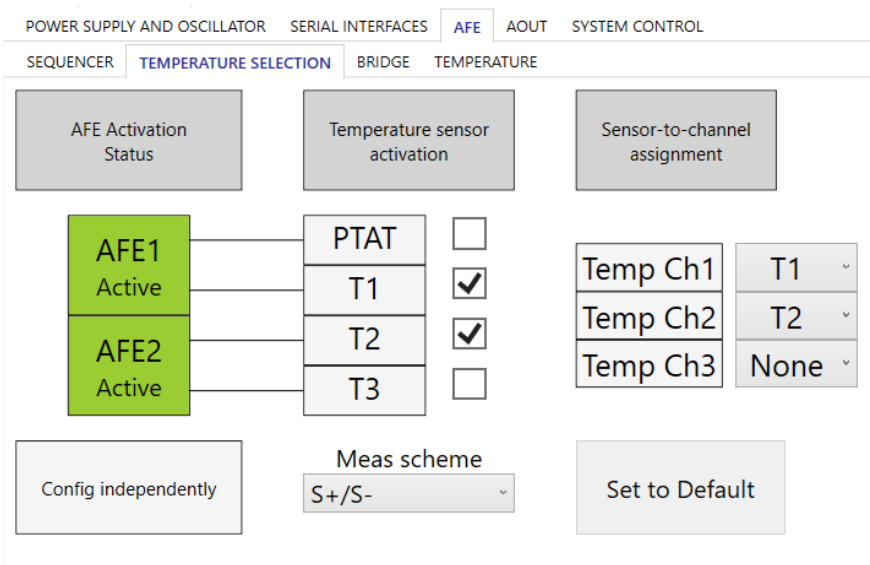 POWER SUPPLY AND OSCILLATOR SERIAL INTERFACES AFE AOUT SYSTEM CONTROL
SEQUENCER TEMPERATURE SELECTION BRIDGE TEMPERATURE
AFE Activation
Status
Temperature sensor
activation
Sensor-to-channel
assignment
AFE1
Active
AFE2
Active
PTAT
T1
T2
T3
Temp Ch1 T1
Temp Ch2 T2
Temp Ch3 None
Config independently
Meas scheme
S+/S-
Set to Default